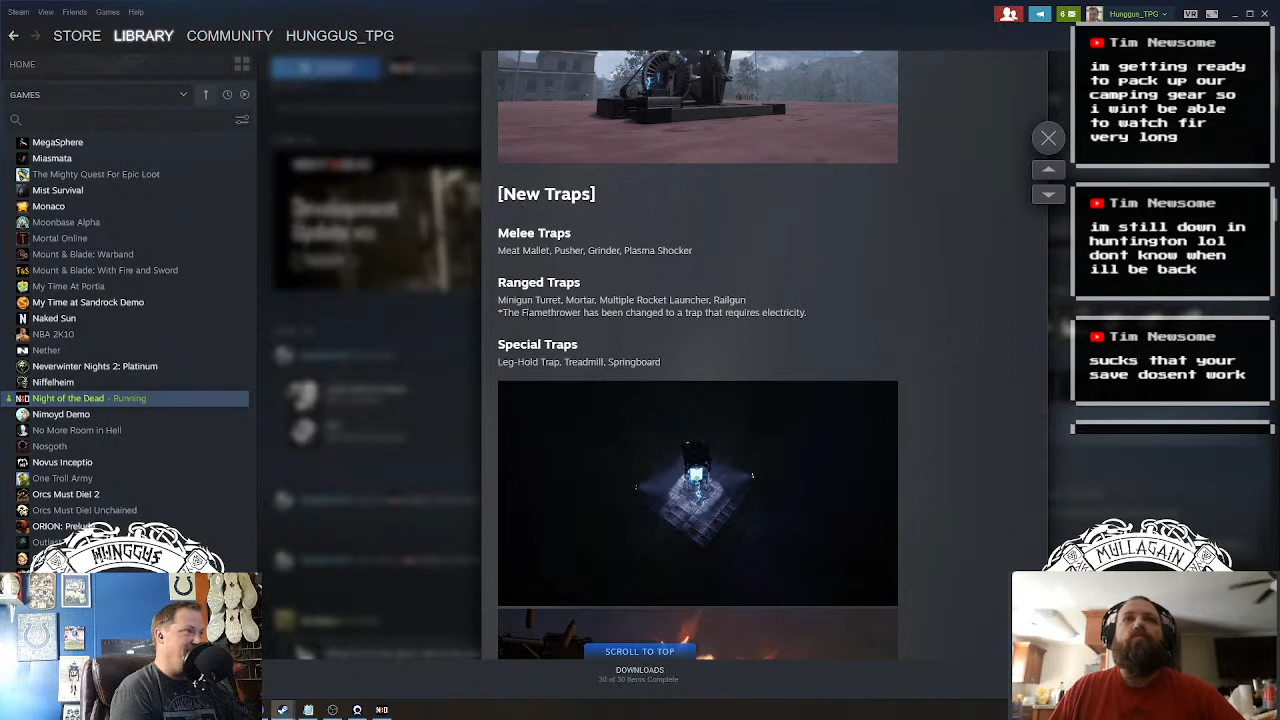 Steam View Friends Games Help
6 Hunggus_TPG VR
STORE LIBRARY COMMUNITY HUNGGUS_TPG
HOME
GAMES
MegaSphere
Miasmata
The Mighty Quest For Epic Loot
Mist Survival
Monaco
Moonbase Alpha
Mortal Online
Mount & Blade: Warband
Mount & Blade: With Fire and Sword
My Time At Portia
My Time at Sandrock Demo
Naked Sun
NBA 2K10
Nether
Neverwinter Nights 2: Platinum
Niffelheim
Night of the Dead - Running
Nimoyd Demo
No More Room in Hell
Nosgoth
Novus Inceptio
One Troll Army
Orcs Must Die! 2
Orcs Must Die! Unchained
ORION: Prelude
Outlast
[New Traps]
Melee Traps
Meat Mallet, Pusher, Grinder, Plasma Shocker
Ranged Traps
Minigun Turret, Mortar, Multiple Rocket Launcher, Railgun
*The Flamethrower has been changed to a trap that requires electricity.
Special Traps
Leg-Hold Trap, Treadmill, Springboard
SCROLL TO TOP
DOWNLOADS
30 of 30 Items Complete
Tim Newsome
im getting ready
to pack up our
camping gear so
i wint be able
to watch fir
very long
Tim Newsome
im still down in
huntington lol
dont know when
ill be back
Tim Newsome
sucks that your
save dosent work
HUNGGUS
MULLAGAIN